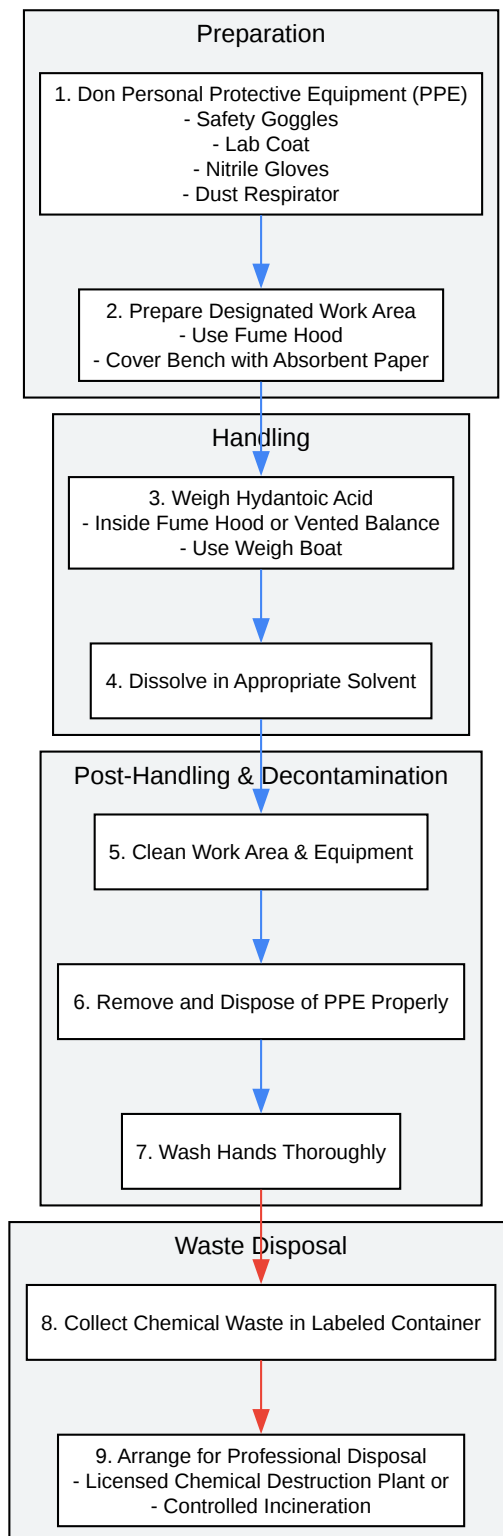 Preparation
1. Don Personal Protective Equipment (PPE)
- Safety Goggles
- Lab Coat
- Nitrile Gloves
- Dust Respirator
2. Prepare Designated Work Area
- Use Fume Hood
- Cover Bench with Absorbent Paper
Handling
3. Weigh Hydantoic Acid
- Inside Fume Hood or Vented Balance
- Use Weigh Boat
4. Dissolve in Appropriate Solvent
Post-Handling & Decontamination
5. Clean Work Area & Equipment
6. Remove and Dispose of PPE Properly
7. Wash Hands Thoroughly
Waste Disposal
8. Collect Chemical Waste in Labeled Container
9. Arrange for Professional Disposal
- Licensed Chemical Destruction Plant or
- Controlled Incineration